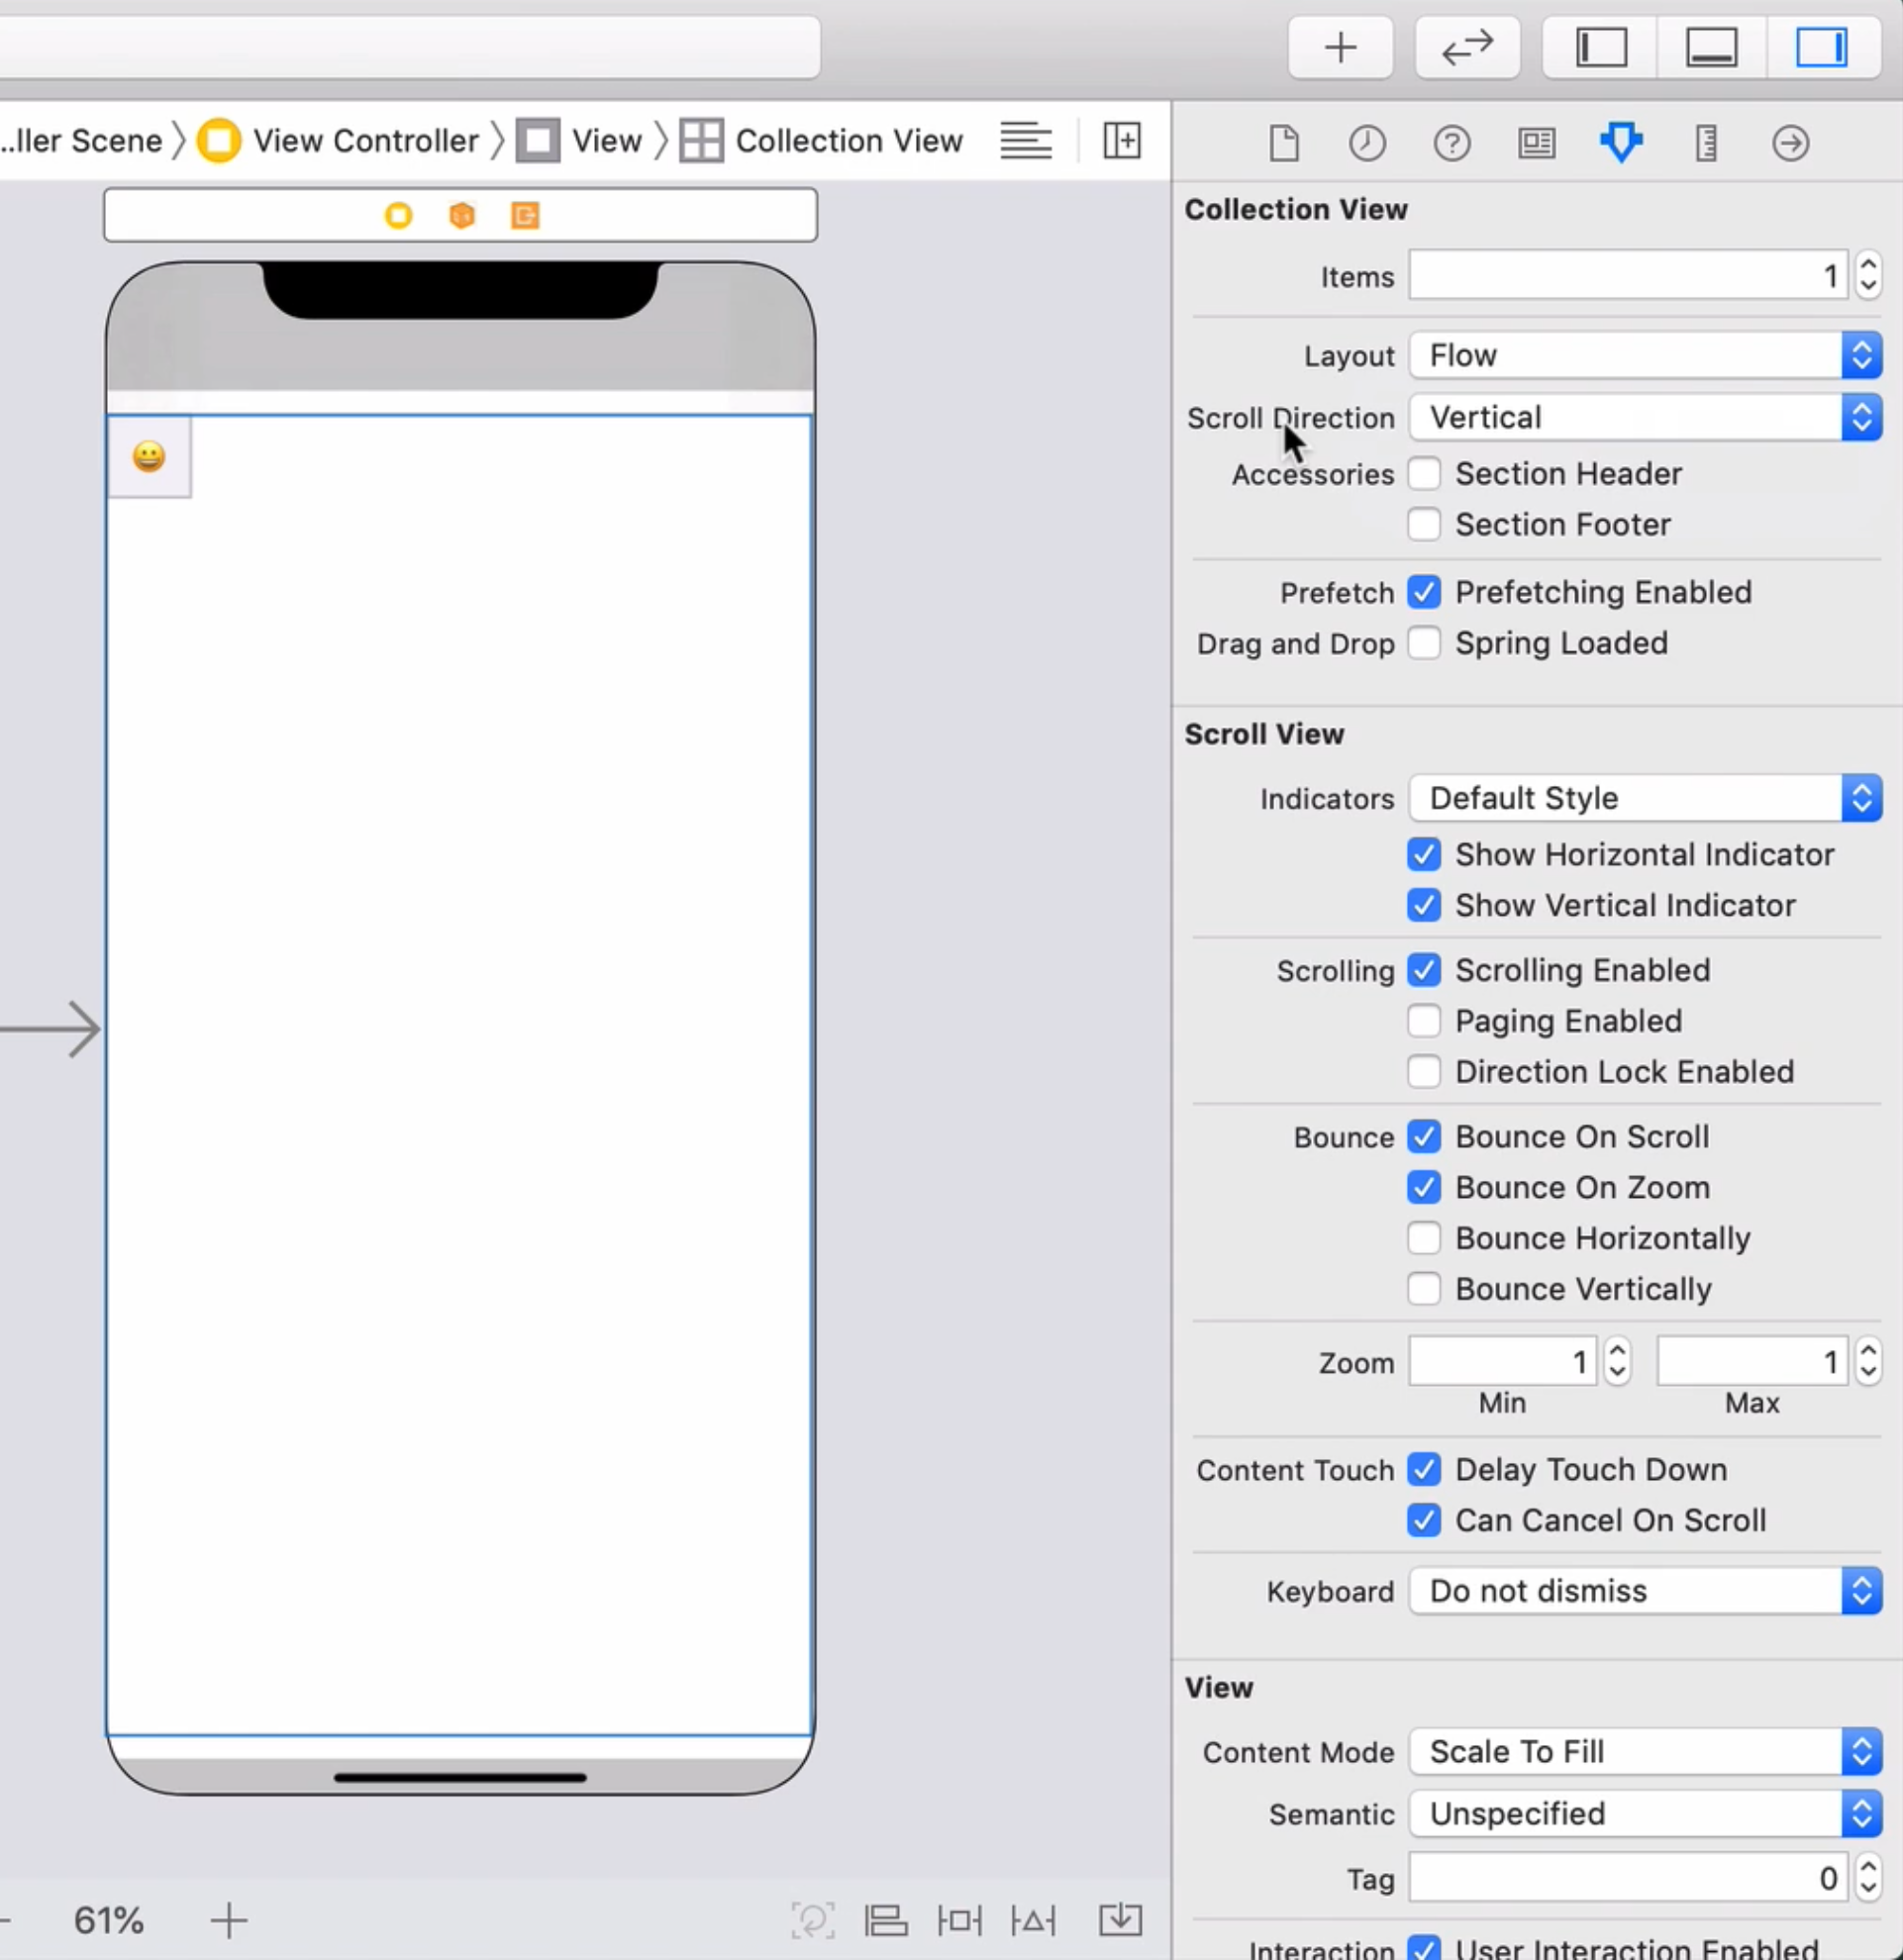 ...ller Scene 〉 View Controller 〉 View 〉 Collection View
Collection View
Items 1
Layout Flow
Scroll Direction Vertical
Accessories Section Header
Section Footer
Prefetch Prefetching Enabled
Drag and Drop Spring Loaded
Scroll View
Indicators Default Style
Show Horizontal Indicator
Show Vertical Indicator
Scrolling Scrolling Enabled
Paging Enabled
Direction Lock Enabled
Bounce Bounce On Scroll
Bounce On Zoom
Bounce Horizontally
Bounce Vertically
Zoom 1 1
Min Max
Content Touch Delay Touch Down
Can Cancel On Scroll
Keyboard Do not dismiss
View
Content Mode Scale To Fill
Semantic Unspecified
Tag 0
Interaction User Interaction Enabled
61%